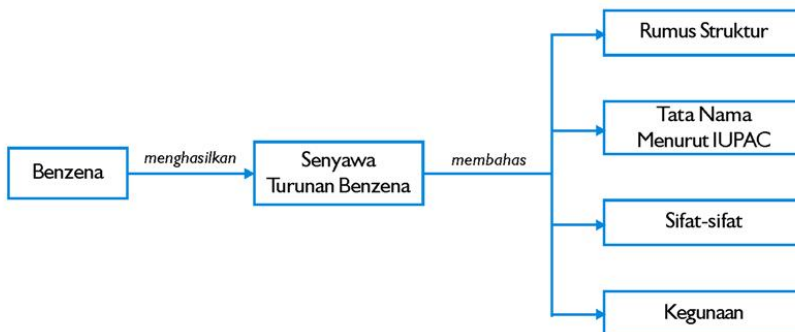 Benzena
menghasilkan
Senyawa
Turunan Benzena
membahas
Rumus Struktur
Tata Nama
Menurut IUPAC
Sifat-sifat
Kegunaan